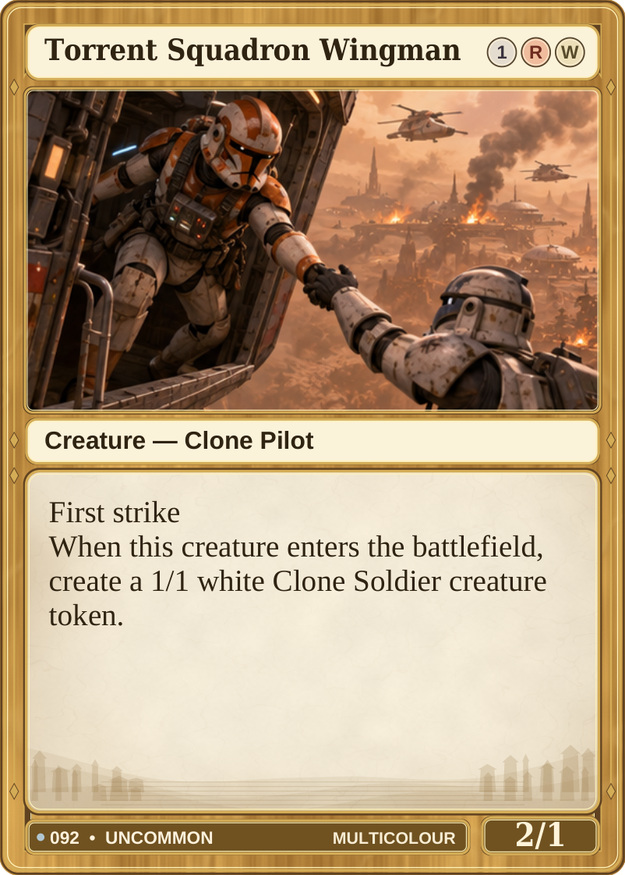 Torrent Squadron Wingman 1 R W
Creature — Clone Pilot
First strike
When this creature enters the battlefield,
create a 1/1 white Clone Soldier creature
token.
092 • UNCOMMON MULTICOLOUR 2/1